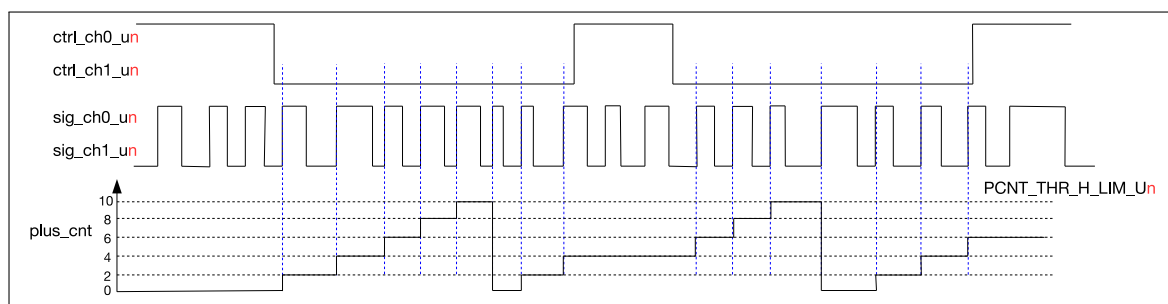 ctrl_ch0_un
ctrl_ch1_un
sig_ch0_un
sig_ch1_un
PCNT_THR_H_LIM_Un
plus_cnt
10
8
6
4
2
0